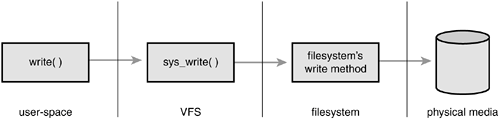 write( )
sys_write( )
filesystem's
write method
user-space
VFS
filesystem
physical media